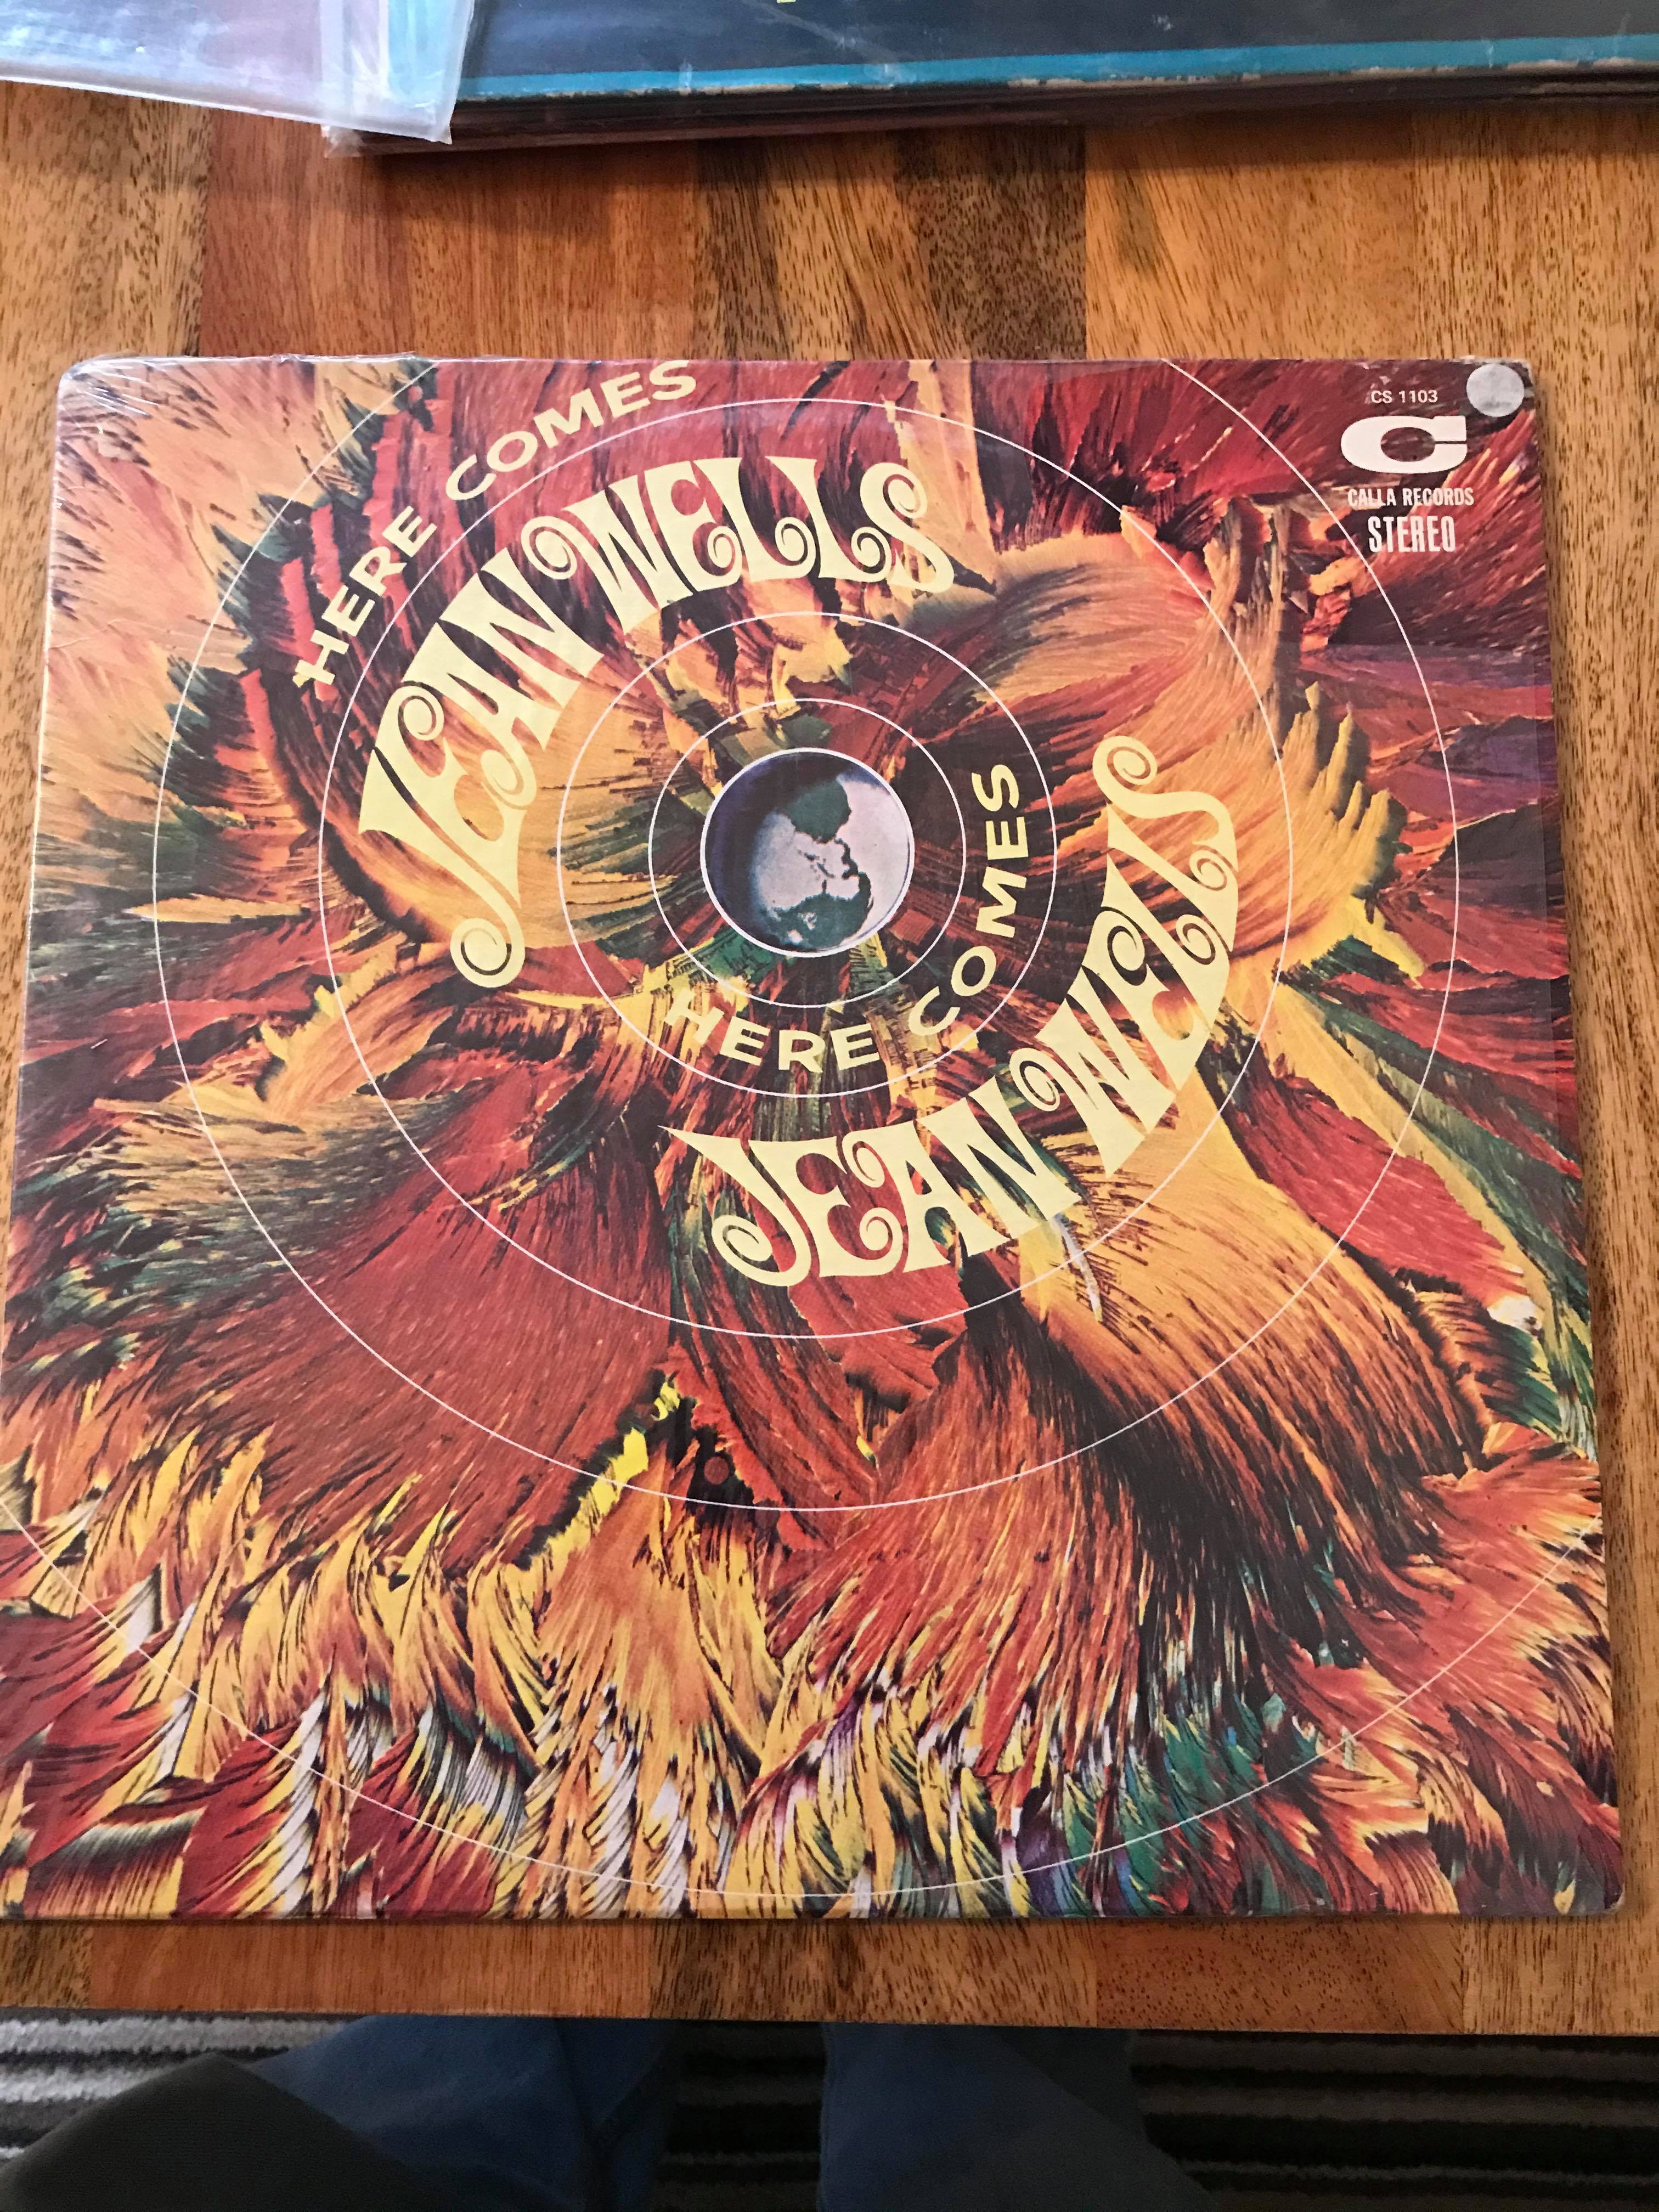 HERE COMES
JEAN WELLS
CS 1103
C
CALLA RECORDS
STEREO
HERE COMES
JEAN WELLS